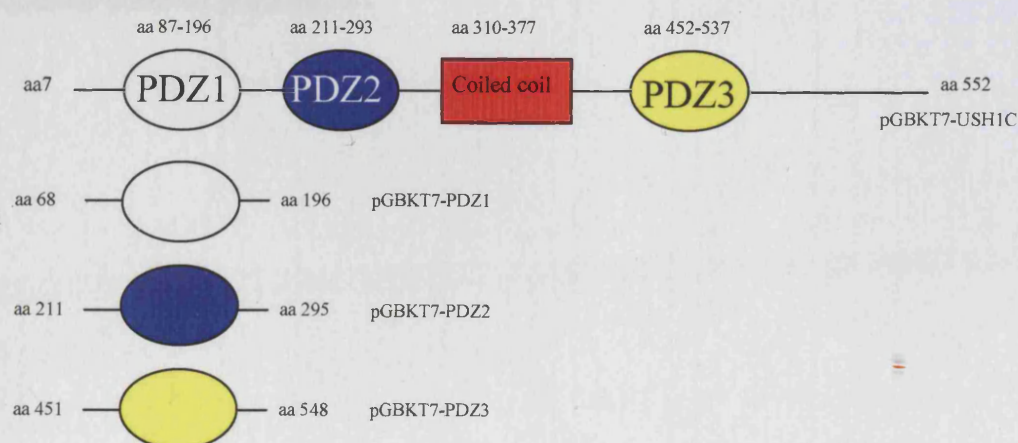 aa 87-196 aa 211-293 aa 310-377 aa 452-537
aa7 PDZ1 PDZ2 Coiled coil PDZ3 aa 552
pGBKT7-USH1C
aa 68 aa 196 pGBKT7-PDZ1
aa 211 aa 295 pGBKT7-PDZ2
aa 451 aa 548 pGBKT7-PDZ3